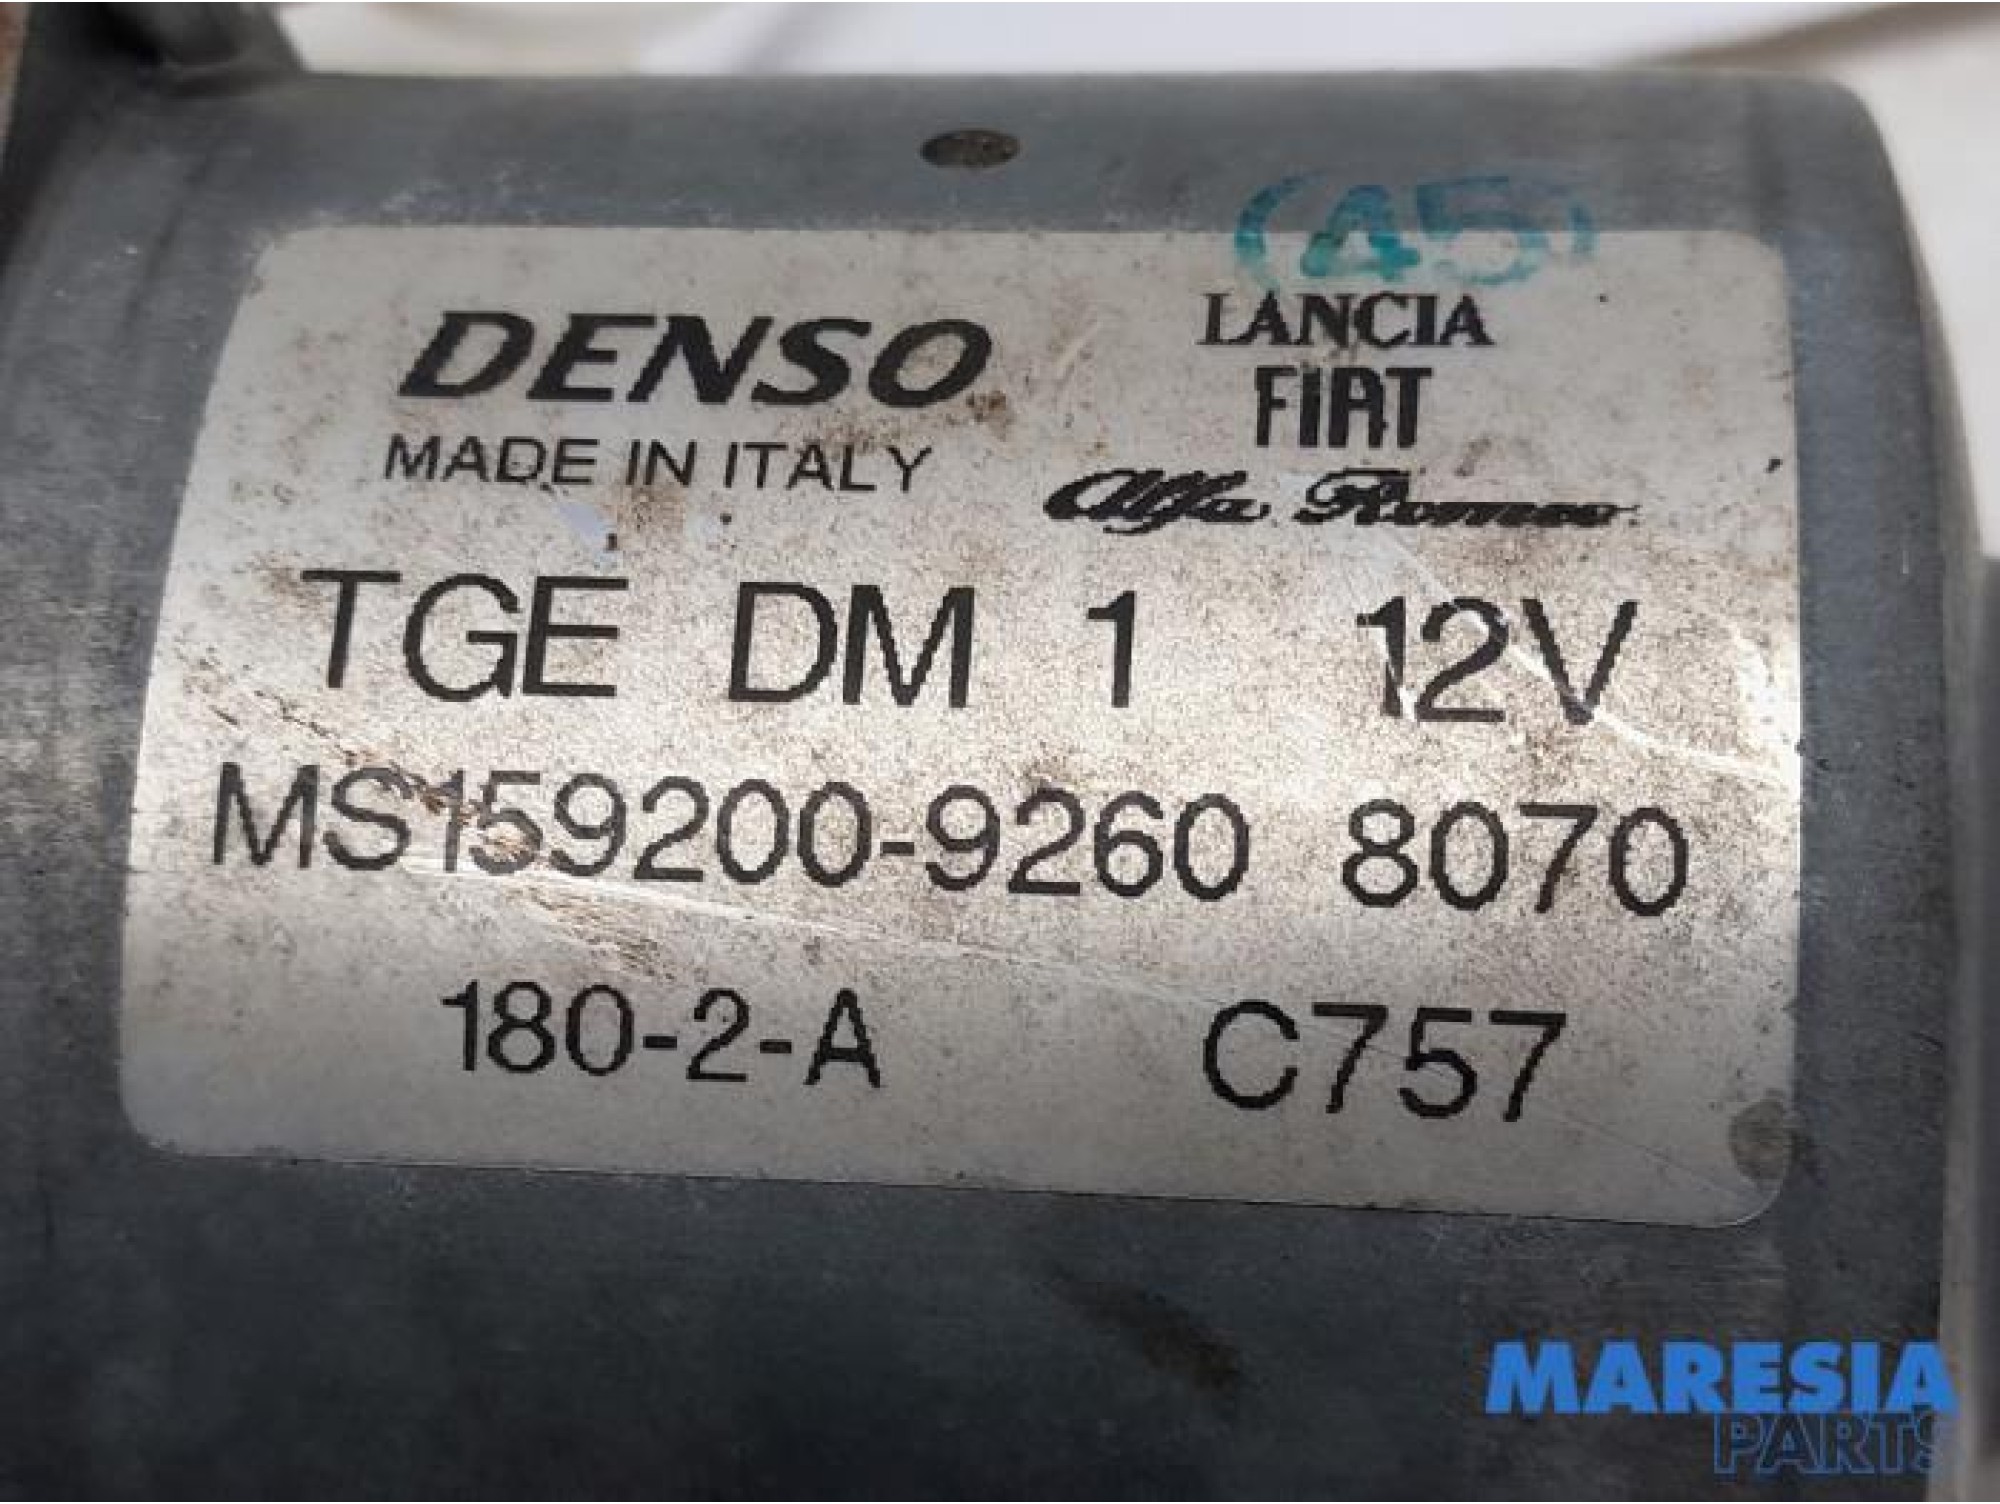 (45)
DENSO
LANCIA
FIAT
MADE IN ITALY
Alfa Romeo
TGE DM 1 12V
MS159200-9260 8070
180-2-A C757
MARESIA
PARTS